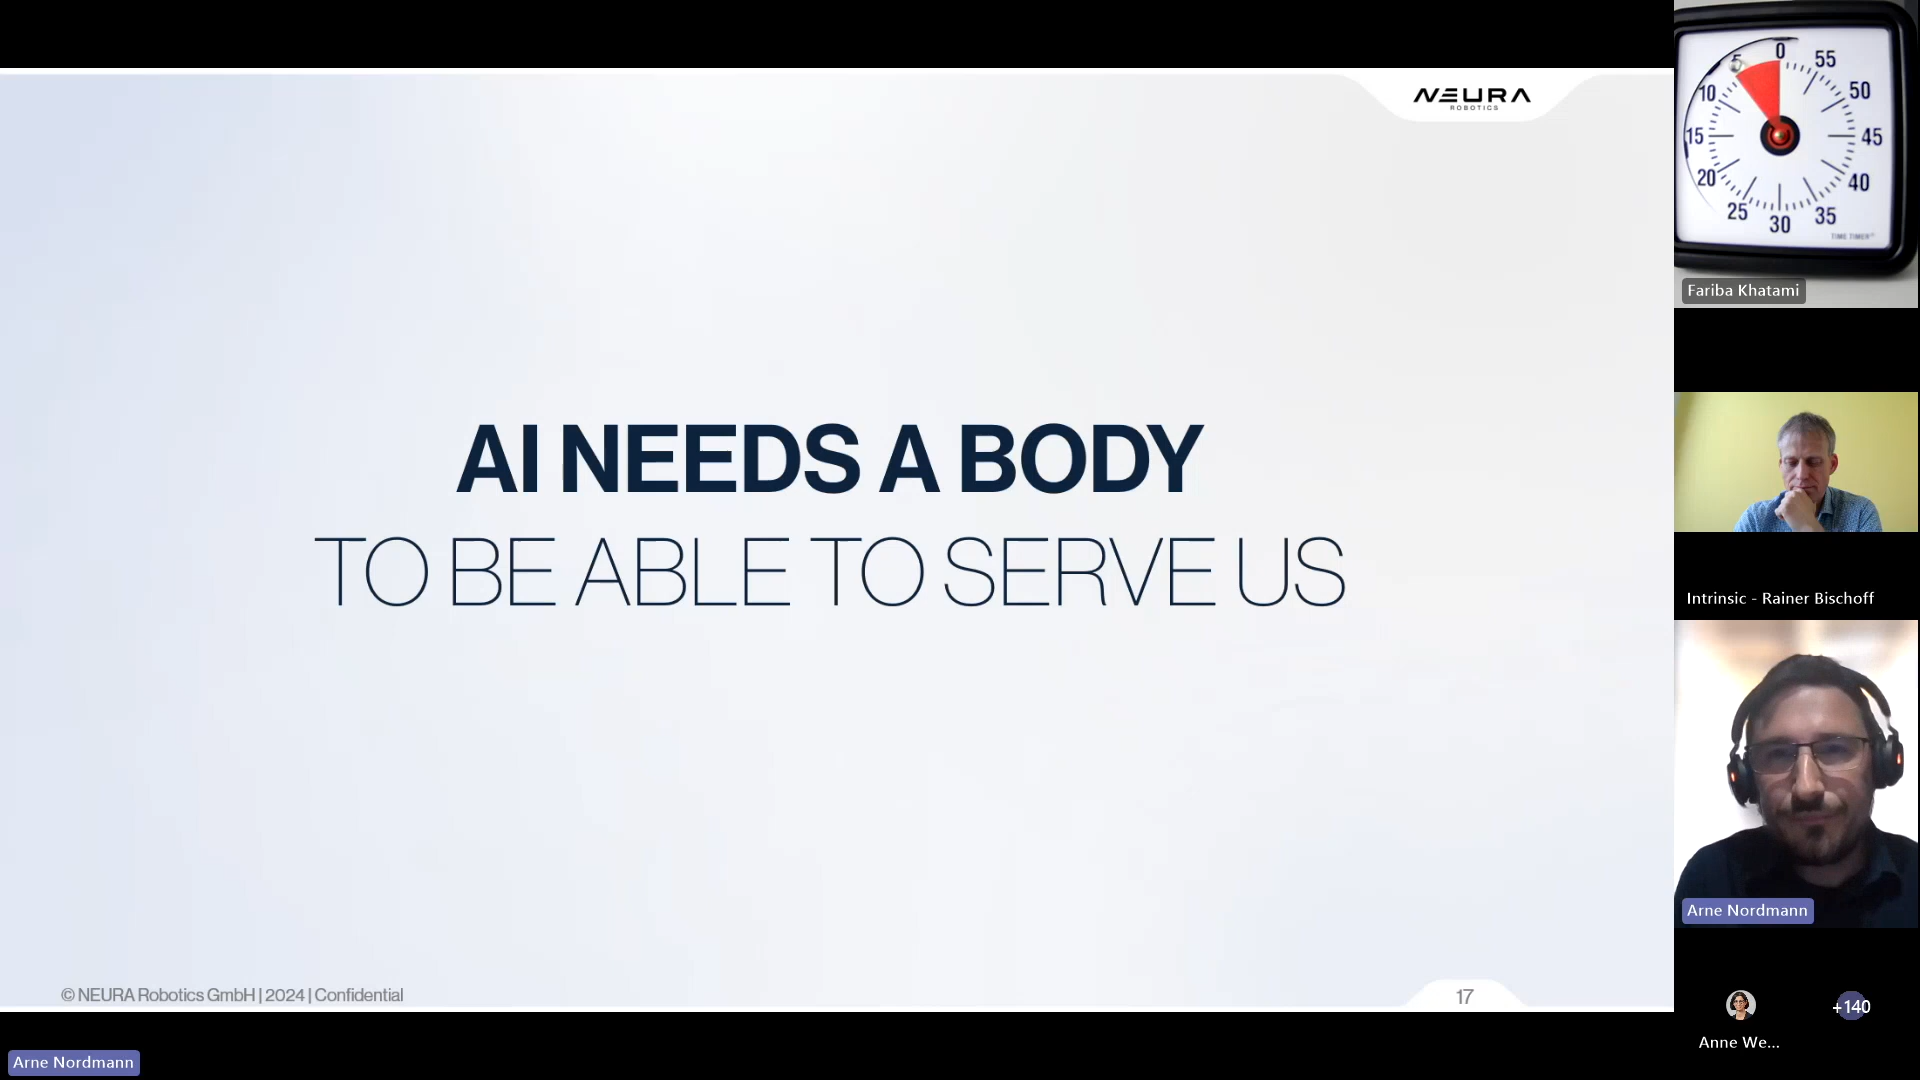 NEURA
ROBOTICS
AI NEEDS A BODY
TO BE ABLE TO SERVE US
© NEURA Robotics GmbH | 2024 | Confidential
17
Arne Nordmann
0
5
55
10
50
15
45
20
40
25
35
30
TIME TIMER
Fariba Khatami
Intrinsic - Rainer Bischoff
Arne Nordmann
Anne We...
+140